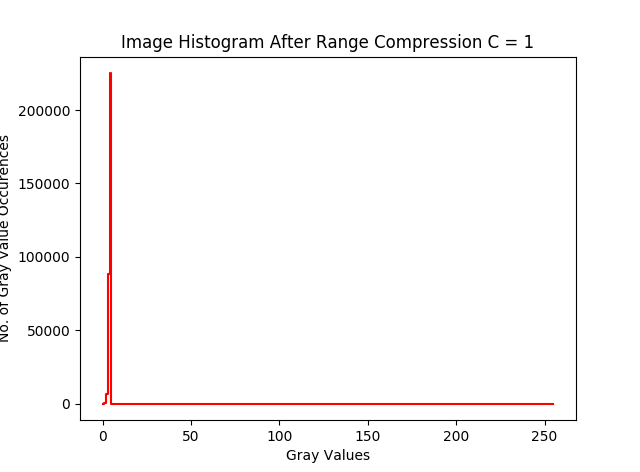 Image Histogram After Range Compression C = 1
No. of Gray Value Occurences
200000
150000
100000
50000
0
0 50 100 150 200 250
Gray Values